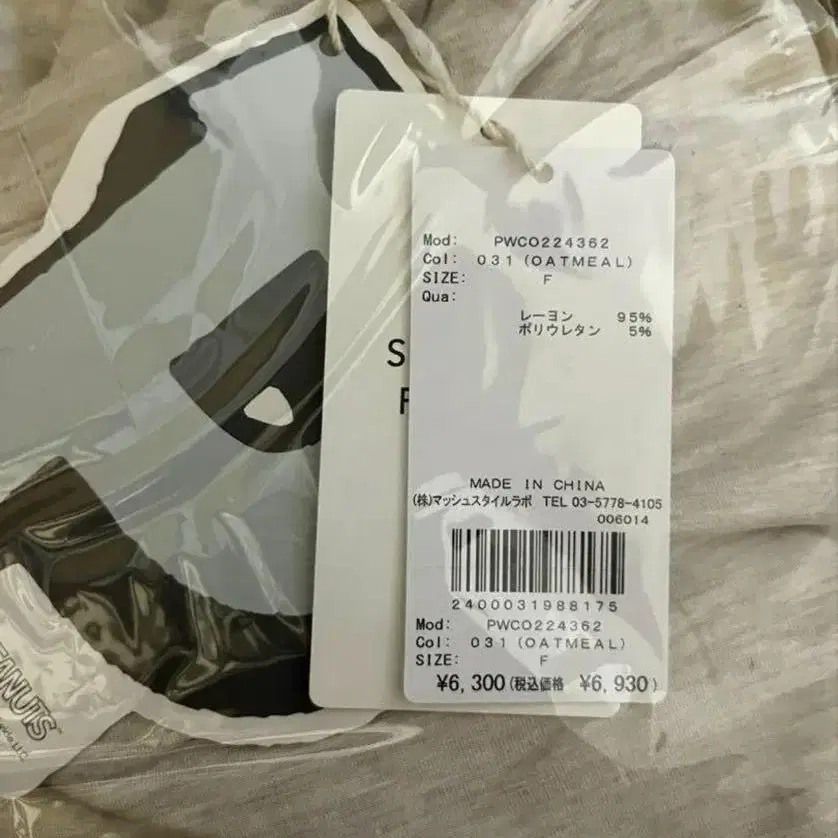 Mod: PWCO224362
Col: 031(OATMEAL)
SIZE: F
Qua:
レーヨン 95%
ポリウレタン 5%
MADE IN CHINA
(株)マッシュスタイルラボ TEL 03-5778-4105
006014
2400031988175
Mod: PWCO224362
Col: 031(OATMEAL)
SIZE: F
¥6,300(税込価格 ¥6,930)
S